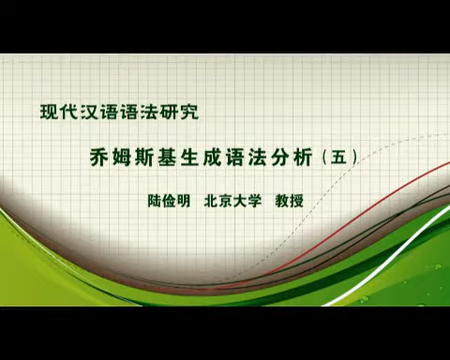 现代汉语语法研究
乔姆斯基生成语法分析（五）
陆俭明 北京大学 教授